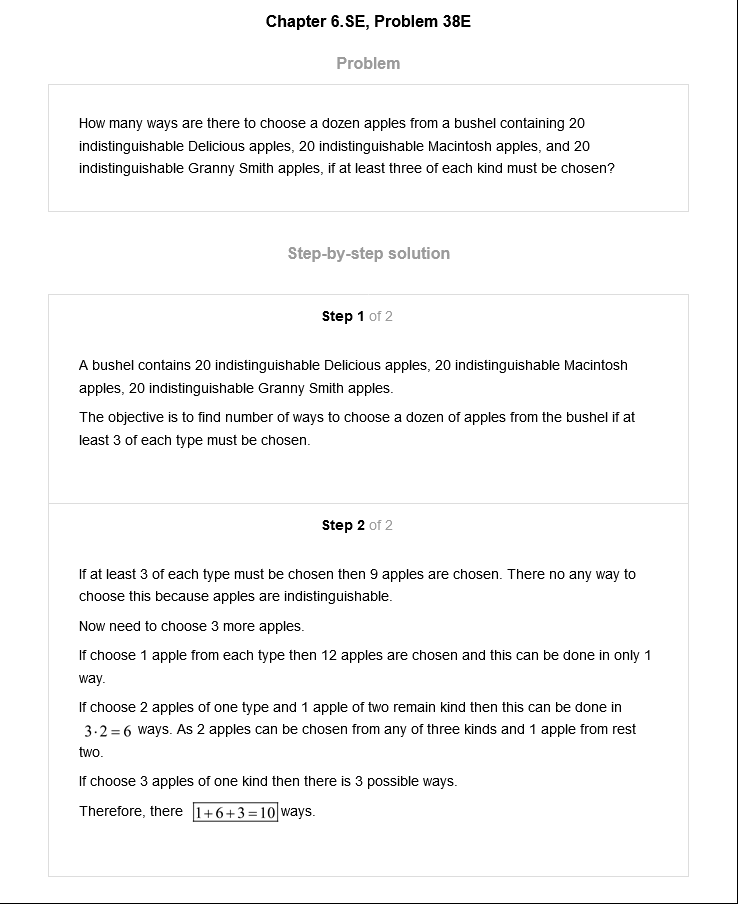 Chapter 6.SE, Problem 38E
Problem
How many ways are there to choose a dozen apples from a bushel containing 20
indistinguishable Delicious apples, 20 indistinguishable Macintosh apples, and 20
indistinguishable Granny Smith apples, if at least three of each kind must be chosen?
Step-by-step solution
Step 1 of 2
A bushel contains 20 indistinguishable Delicious apples, 20 indistinguishable Macintosh
apples, 20 indistinguishable Granny Smith apples.
The objective is to find number of ways to choose a dozen of apples from the bushel if at
least 3 of each type must be chosen.
Step 2 of 2
If at least 3 of each type must be chosen then 9 apples are chosen. There no any way to
choose this because apples are indistinguishable.
Now need to choose 3 more apples.
If choose 1 apple from each type then 12 apples are chosen and this can be done in only 1
way.
If choose 2 apples of one type and 1 apple of two remain kind then this can be done in
3·2=6 ways. As 2 apples can be chosen from any of three kinds and 1 apple from rest
two.
If choose 3 apples of one kind then there is 3 possible ways.
Therefore, there 1+6+3=10 ways.